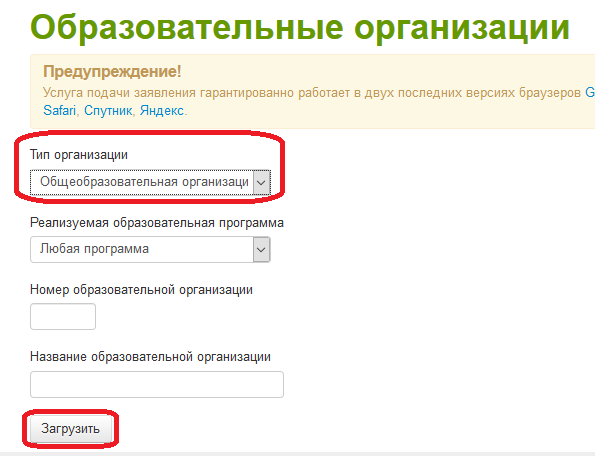 Образовательные организации
Предупреждение!
Услуга подачи заявления гарантированно работает в двух последних версиях браузеров G
Safari, Спутник, Яндекс.
Тип организации
Общеобразовательная организаци
Реализуемая образовательная программа
Любая программа
Номер образовательной организации
Название образовательной организации
Загрузить